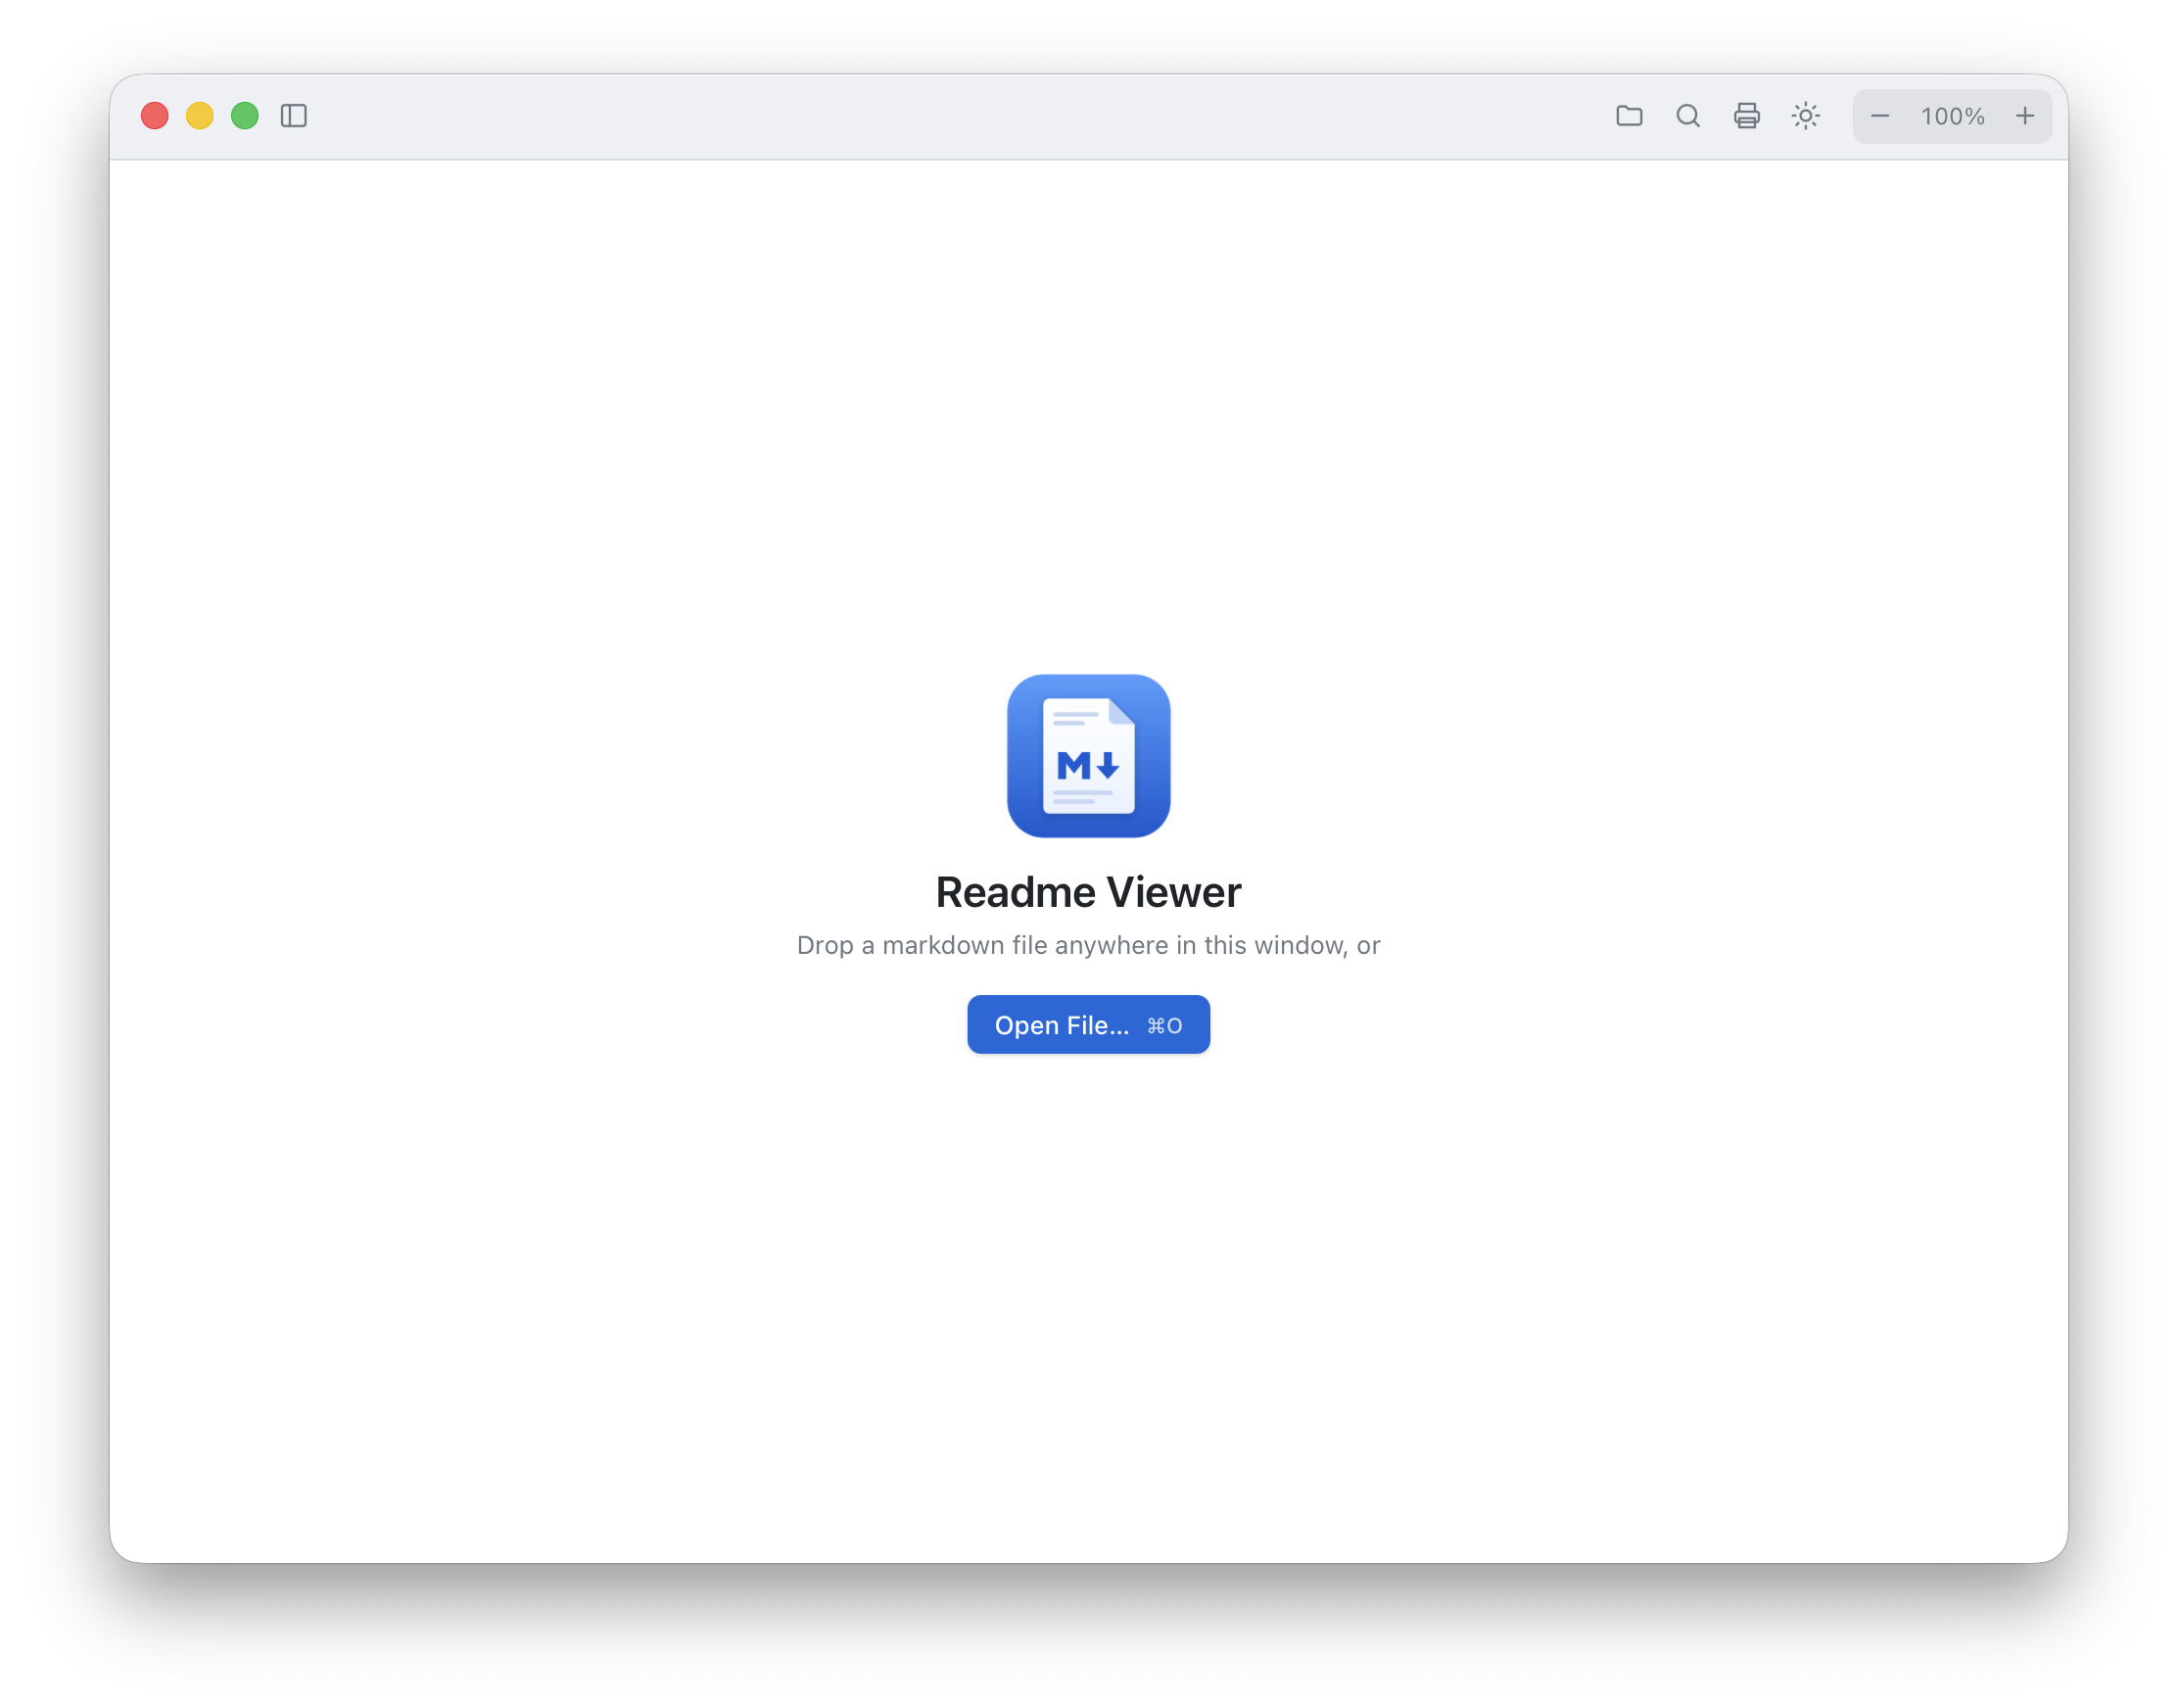 100%
M
Readme Viewer
Drop a markdown file anywhere in this window, or
Open File... ⌘O